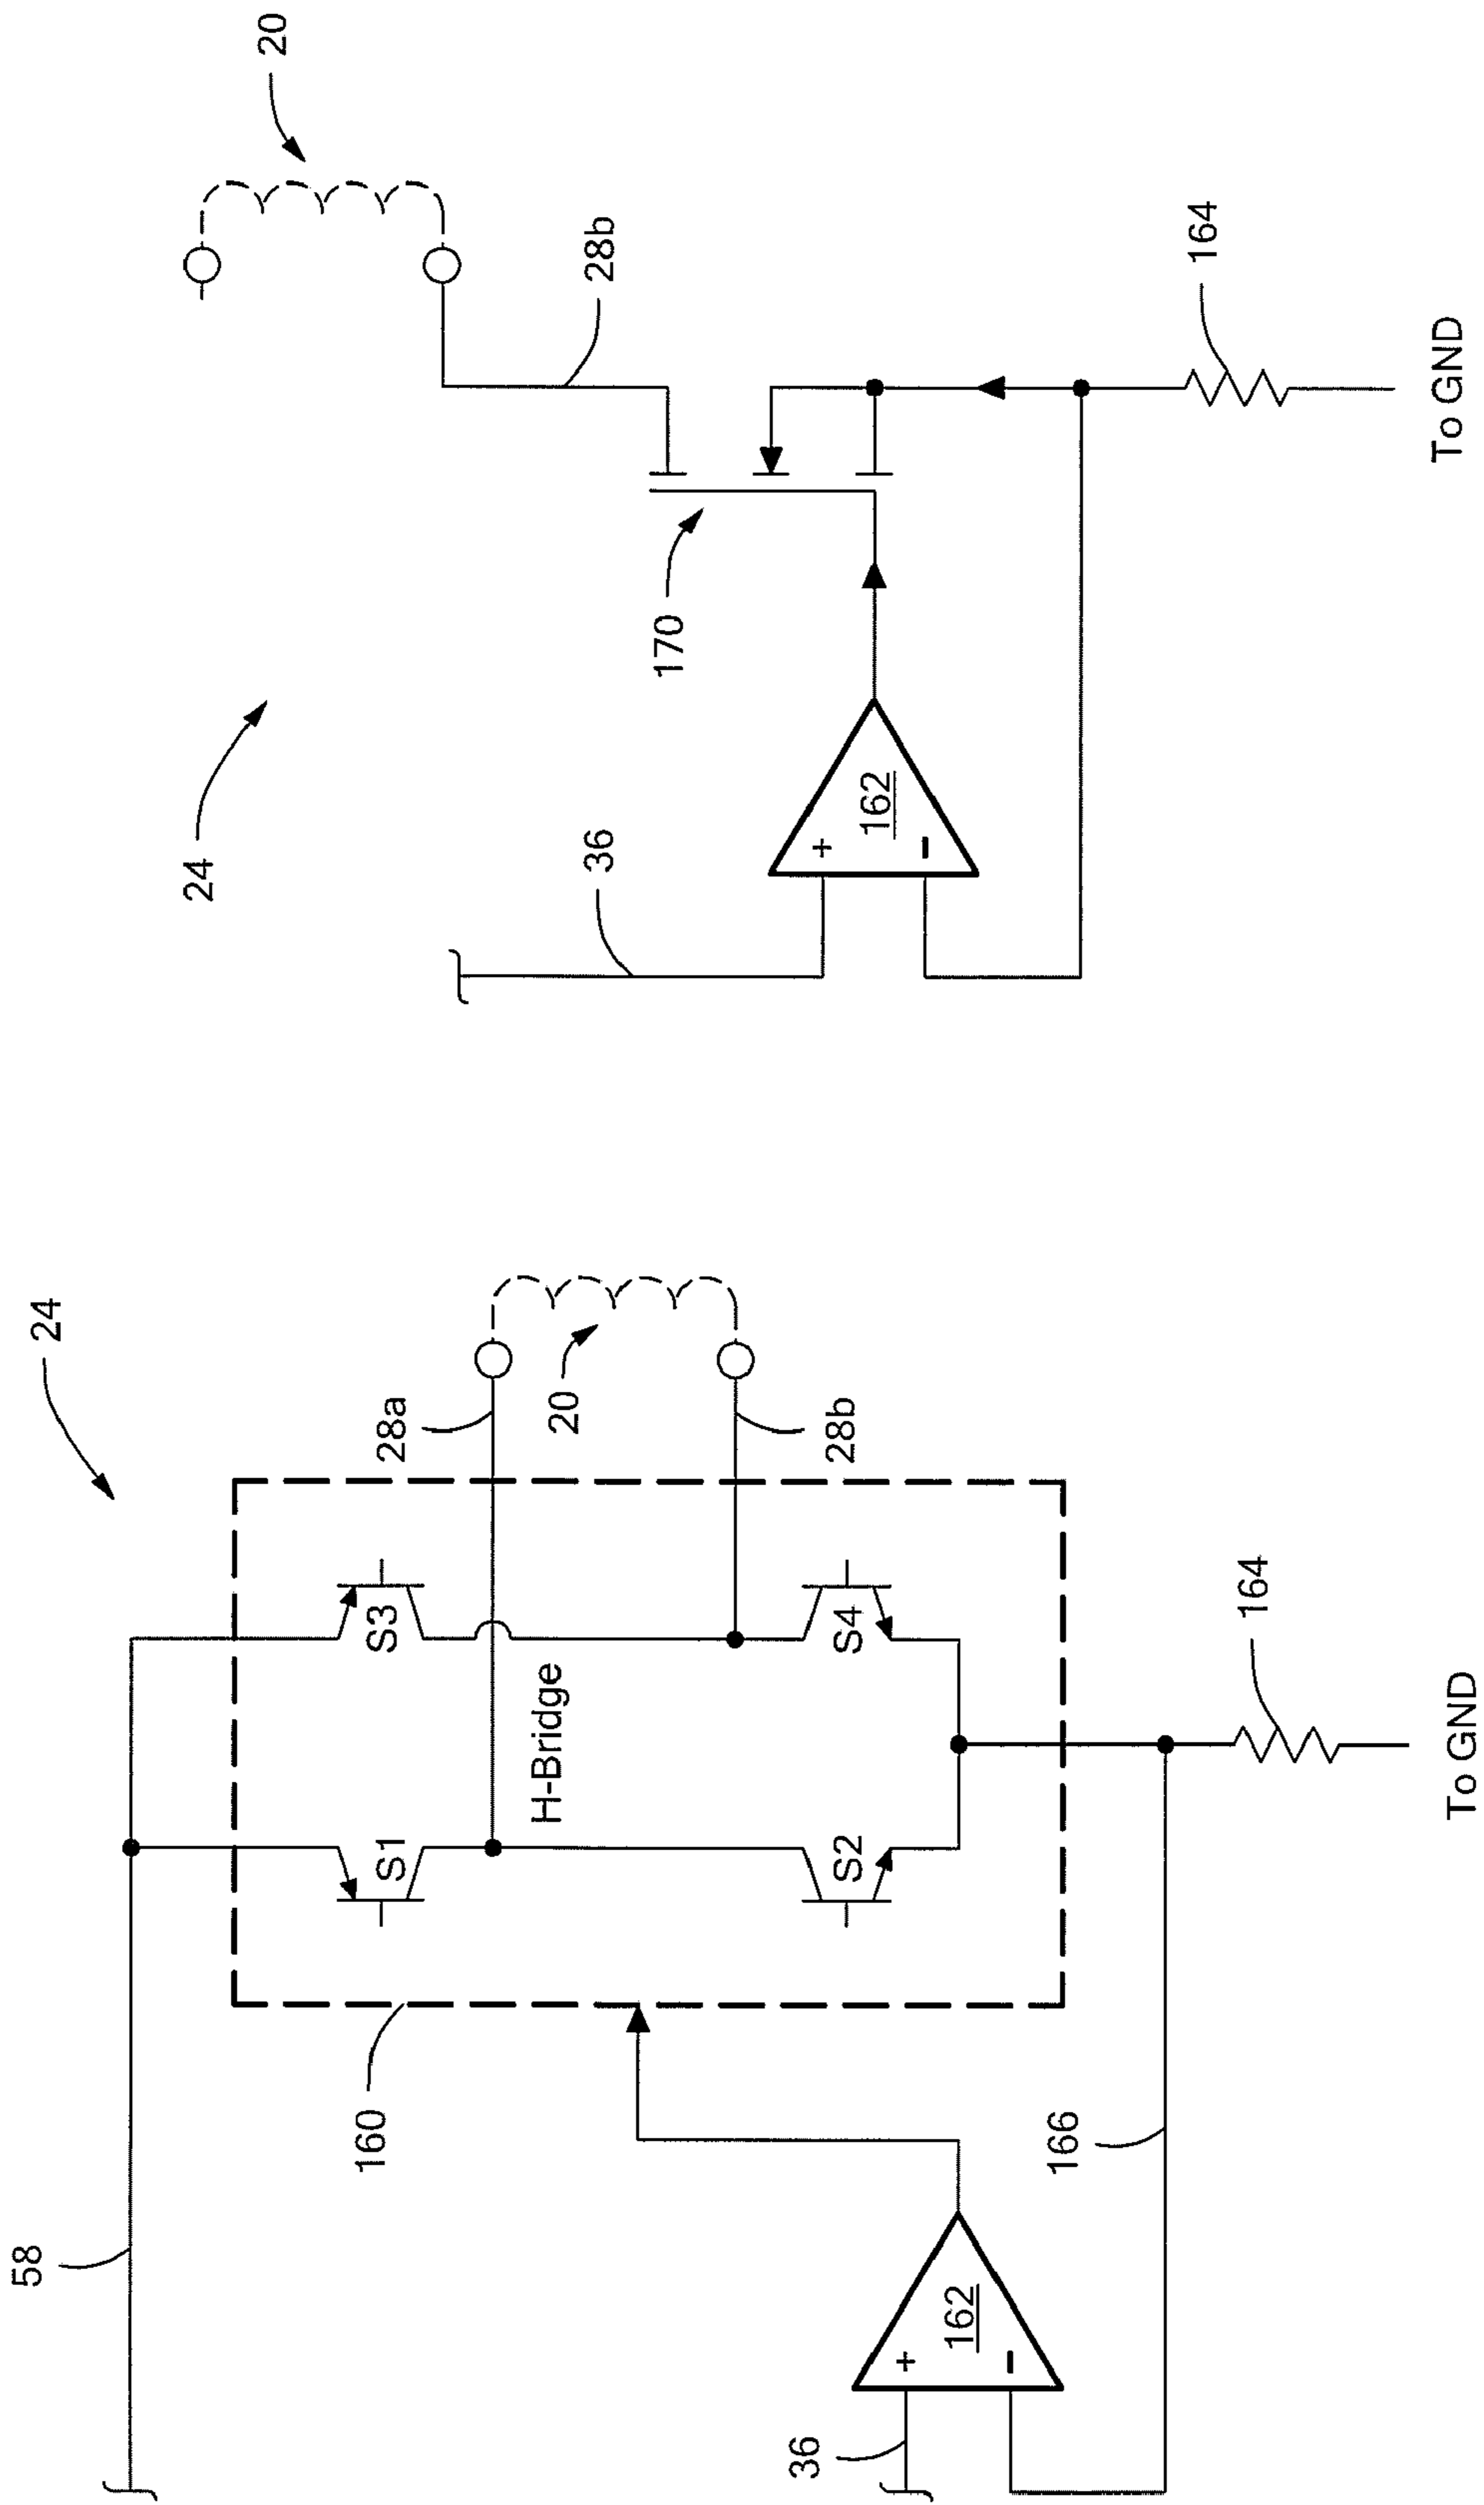 24
20
28b
164
To GND
170
36
+
162
-
24
58
28a
20
28b
S3
S4
S1
S2
H-Bridge
160
164
To GND
166
36
+
162
-